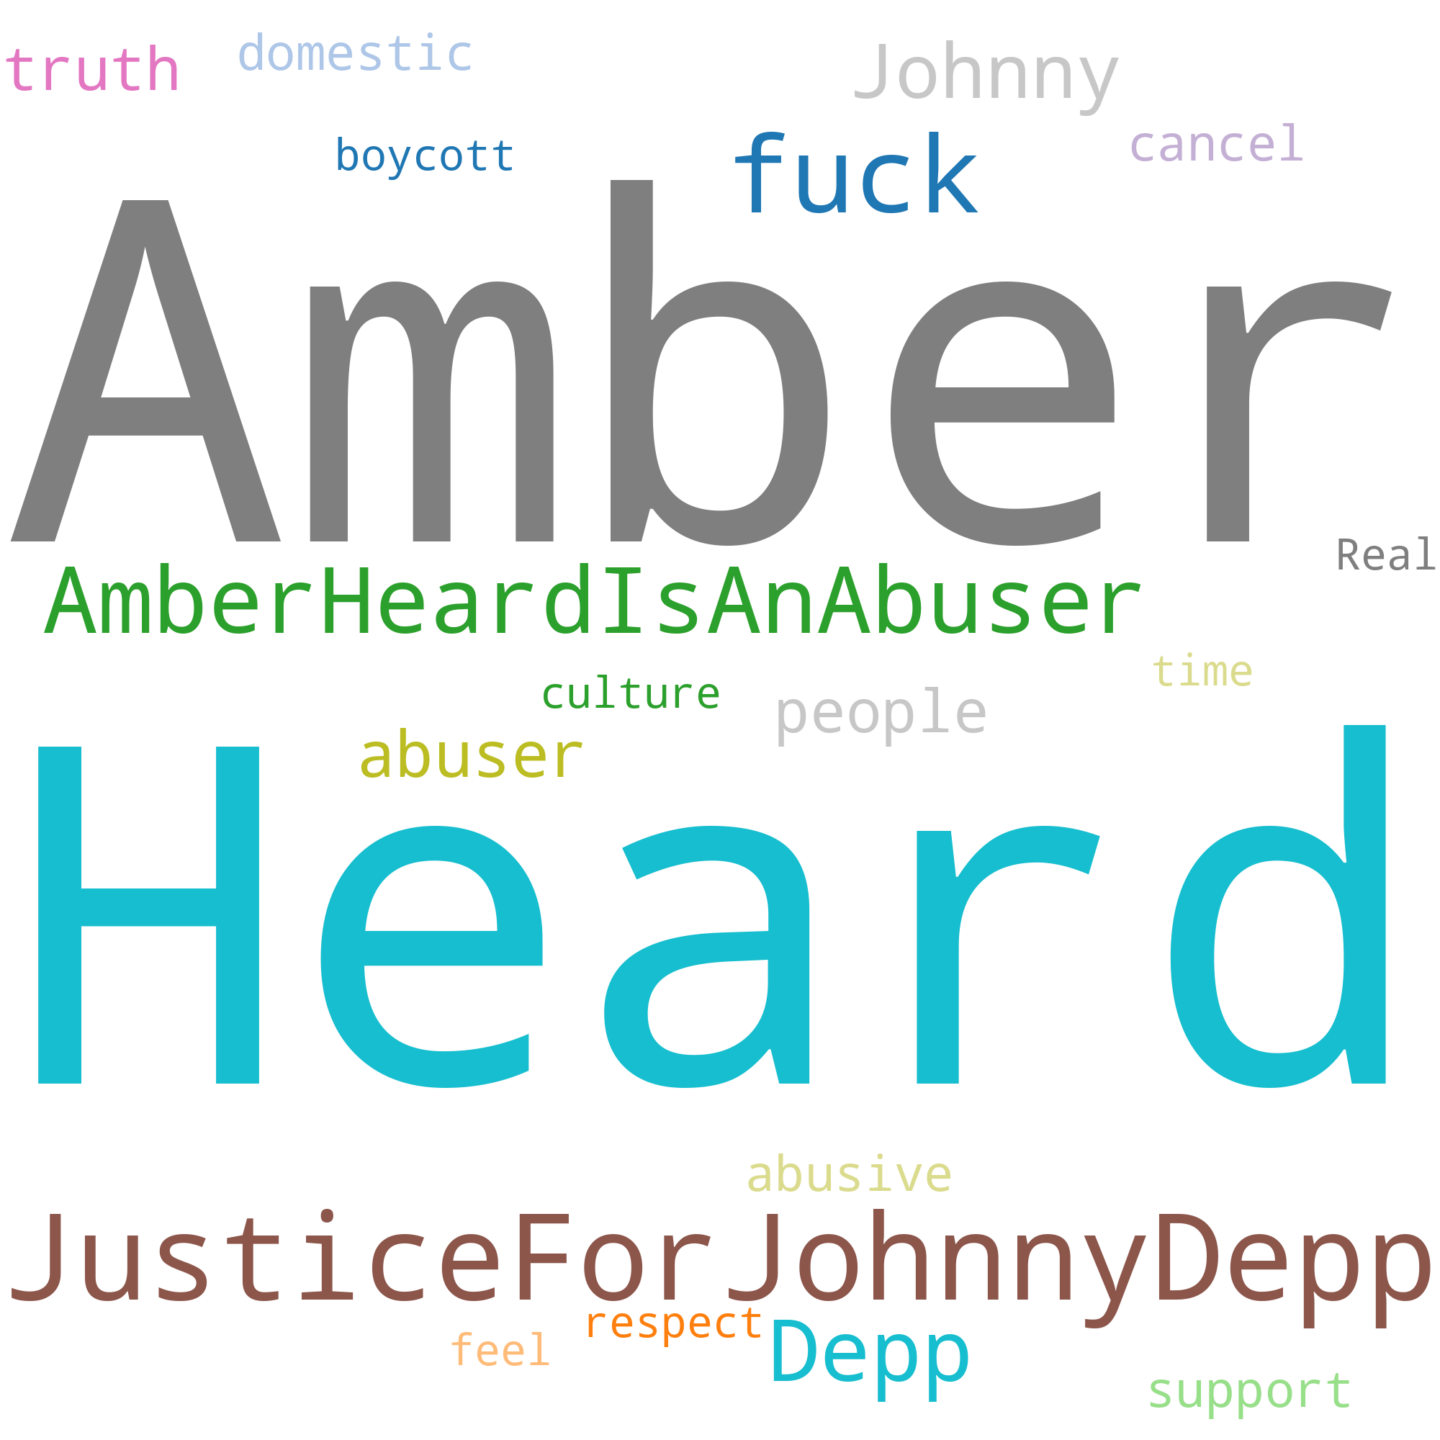 truth domestic Johnny
boycott fuck cancel
Amber
Real
AmberHeardIsAnAbuser
time
culture people
abuser
Heard
abusive
JusticeForJohnnyDepp
respect
feel Depp
support